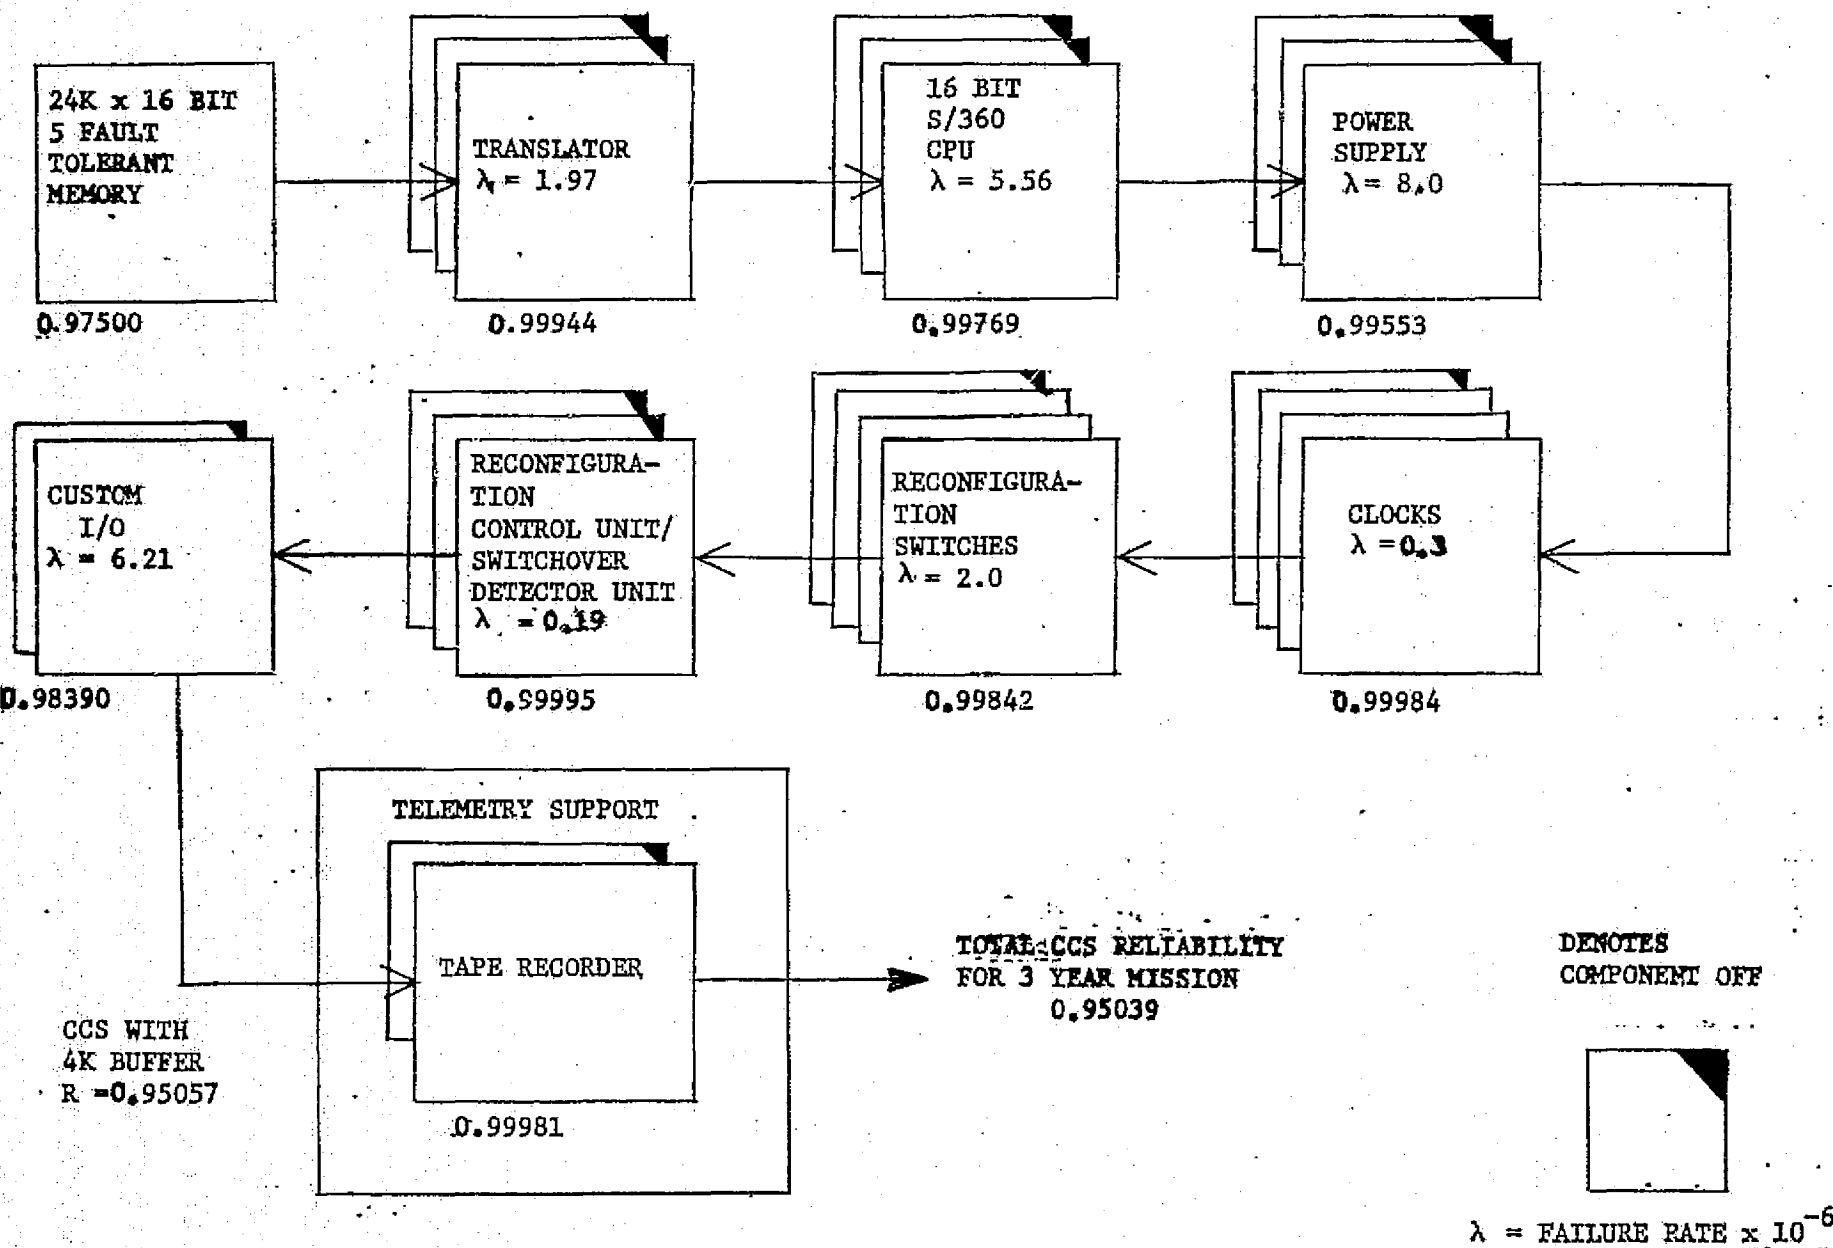 24K x 16 BIT
5 FAULT
TOLERANT
MEMORY
0.97500
TRANSLATOR
λ = 1.97
0.99944
16 BIT
S/360
CPU
λ = 5.56
0.99769
POWER
SUPPLY
λ = 8.0
0.99553
CUSTOM
I/O
λ = 6.21
0.98390
RECONFIGURA-
TION
CONTROL UNIT/
SWITCHOVER
DETECTOR UNIT
λ = 0.19
0.99995
RECONFIGURA-
TION
SWITCHES
λ = 2.0
0.99842
CLOCKS
λ = 0.3
0.99984
TELEMETRY SUPPORT
TAPE RECORDER
0.99981
CCS WITH
4K BUFFER
R = 0.95057
TOTAL CCS RELIABILITY
FOR 3 YEAR MISSION
0.95039
DENOTES
COMPONENT OFF
λ = FAILURE RATE x 10⁻⁶